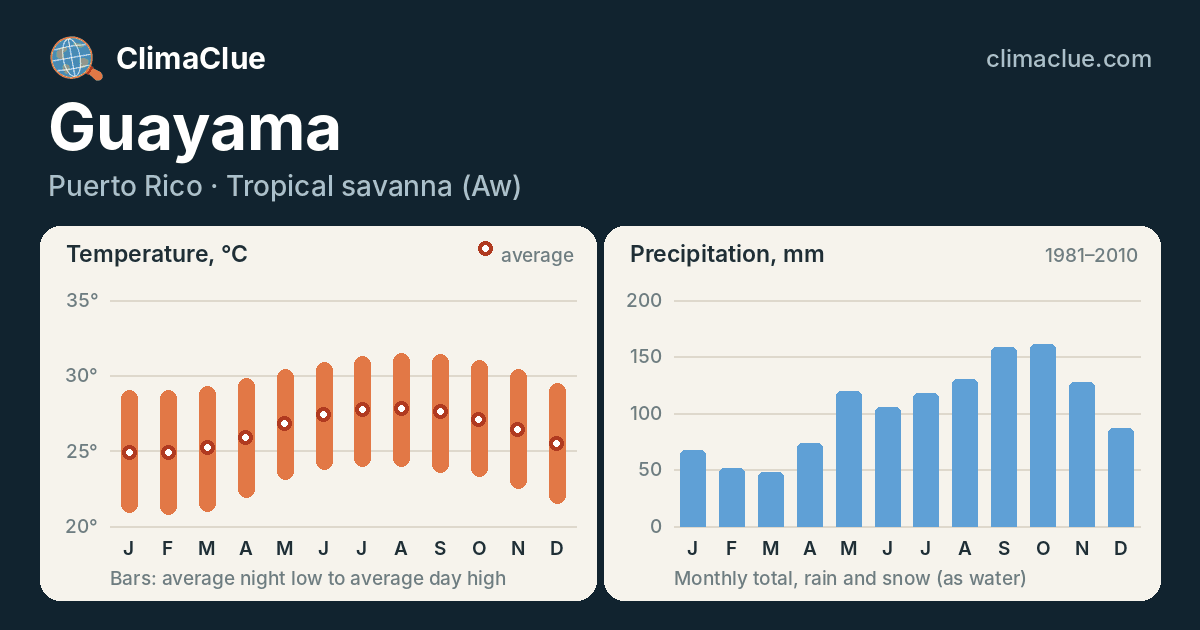 ClimaClue
climaclue.com
Guayama
Puerto Rico · Tropical savanna (Aw)
Temperature, °C
average
35°
30°
25°
20°
J F M A M J J A S O N D
Bars: average night low to average day high
Precipitation, mm
1981–2010
200
150
100
50
0
J F M A M J J A S O N D
Monthly total, rain and snow (as water)